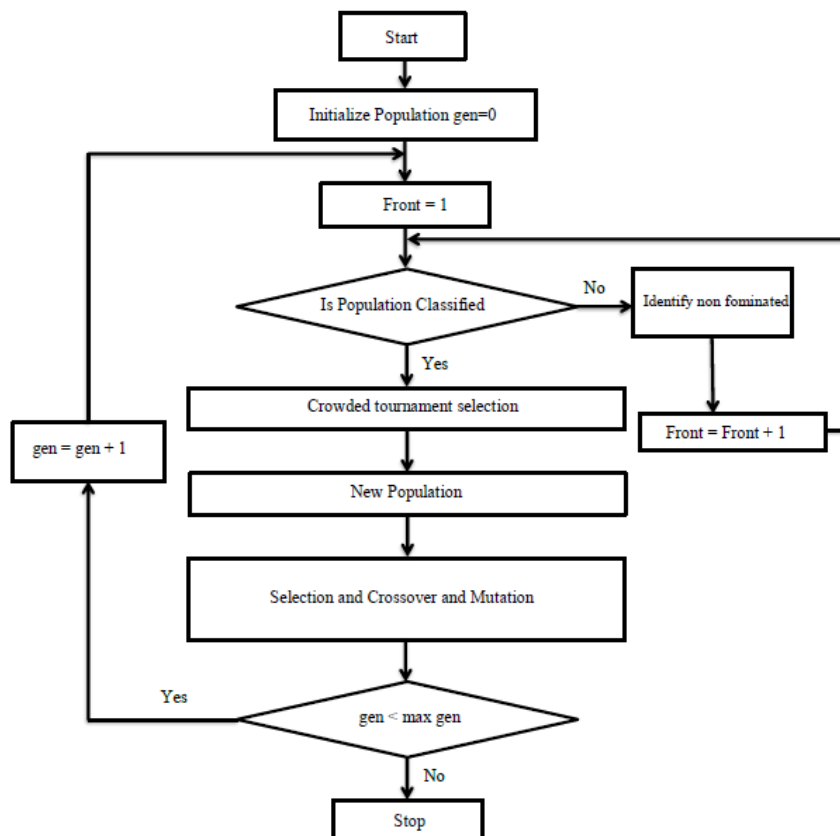 Start
Initialize Population gen=0
Front = 1
Is Population Classified
No
Identify non fominated
Yes
Crowded tournament selection
Front = Front + 1
gen = gen + 1
New Population
Selection and Crossover and Mutation
Yes
gen < max gen
No
Stop